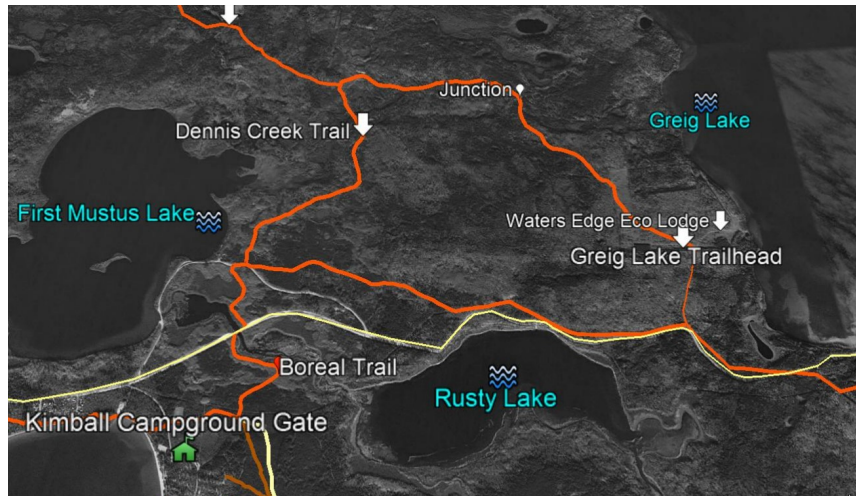 Junction
Greig Lake
Dennis Creek Trail
First Mustus Lake
Waters Edge Eco Lodge
Greig Lake Trailhead
Boreal Trail
Rusty Lake
Kimball Campground Gate